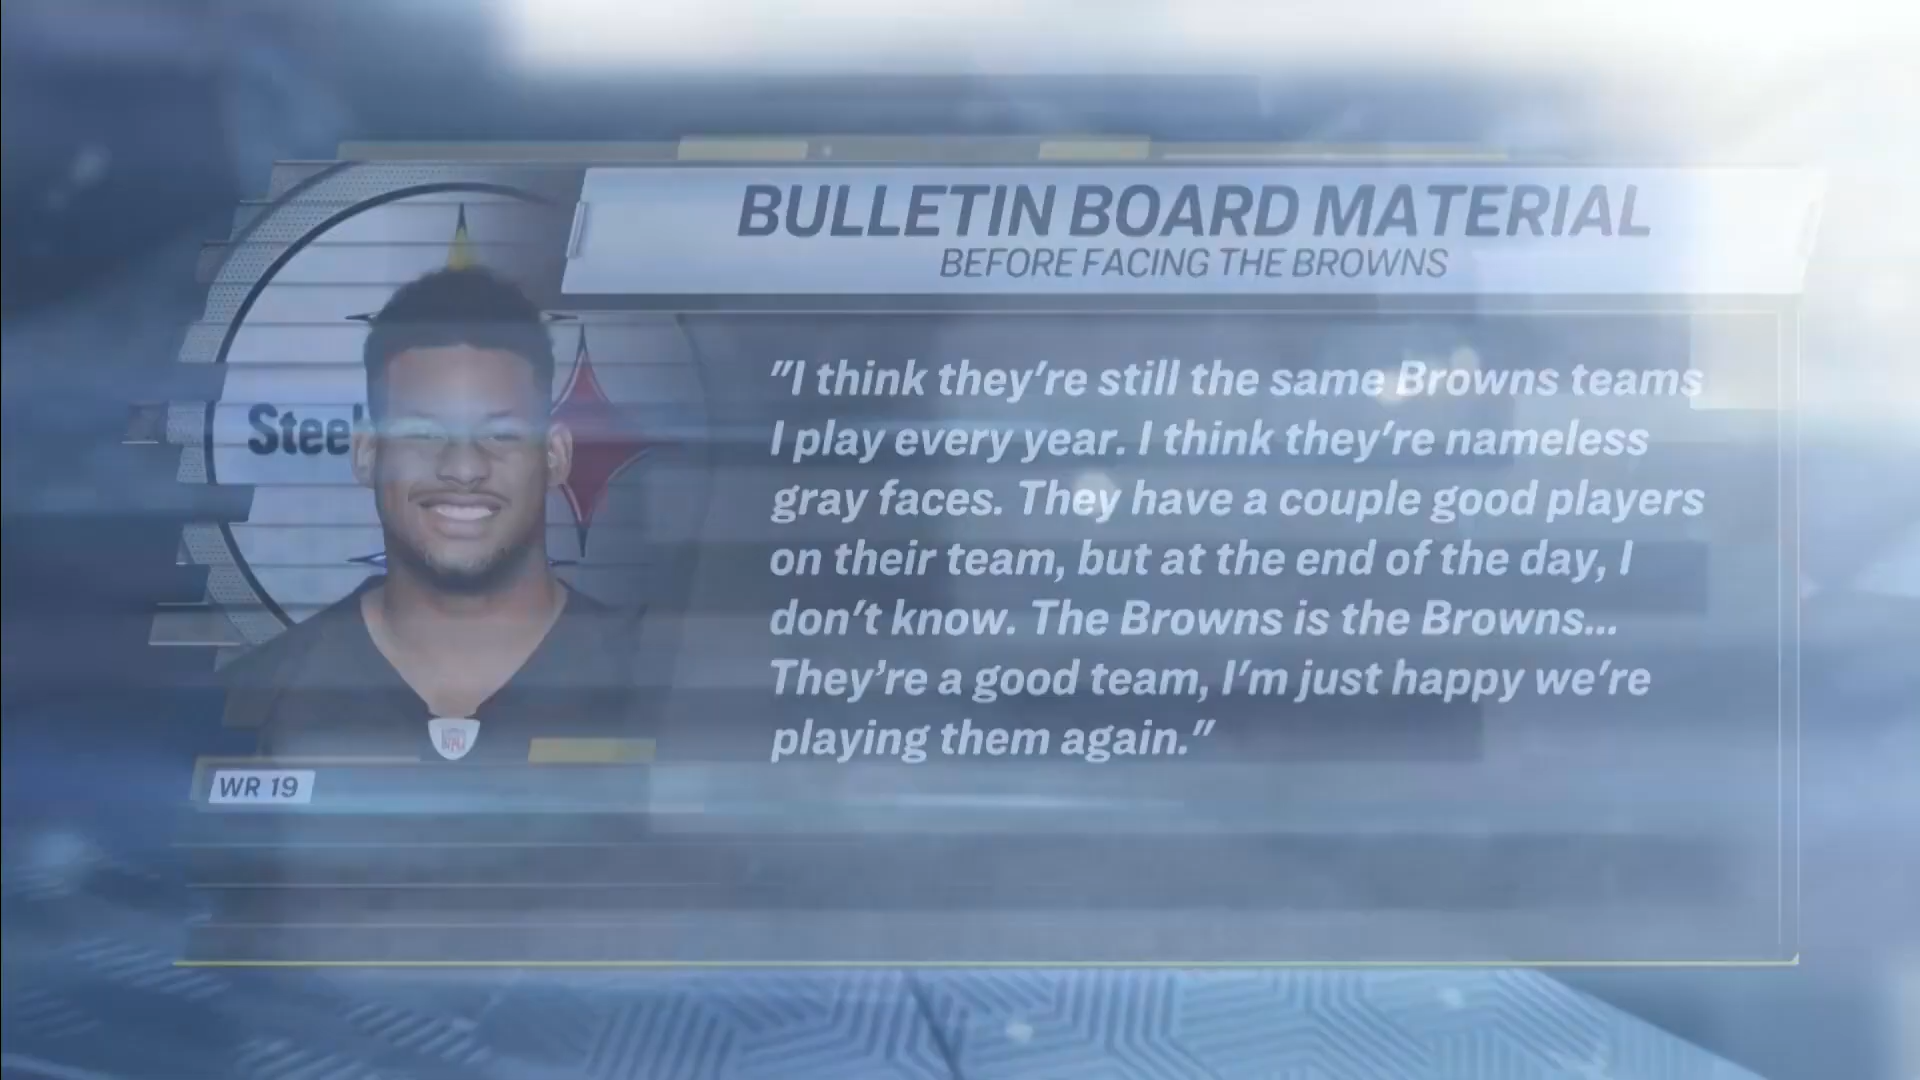 BULLETIN BOARD MATERIAL
BEFORE FACING THE BROWNS
Steel
"I think they're still the same Browns teams
I play every year. I think they're nameless
gray faces. They have a couple good players
on their team, but at the end of the day, I
don't know. The Browns is the Browns...
They're a good team, I'm just happy we're
playing them again."
NFL
WR 19